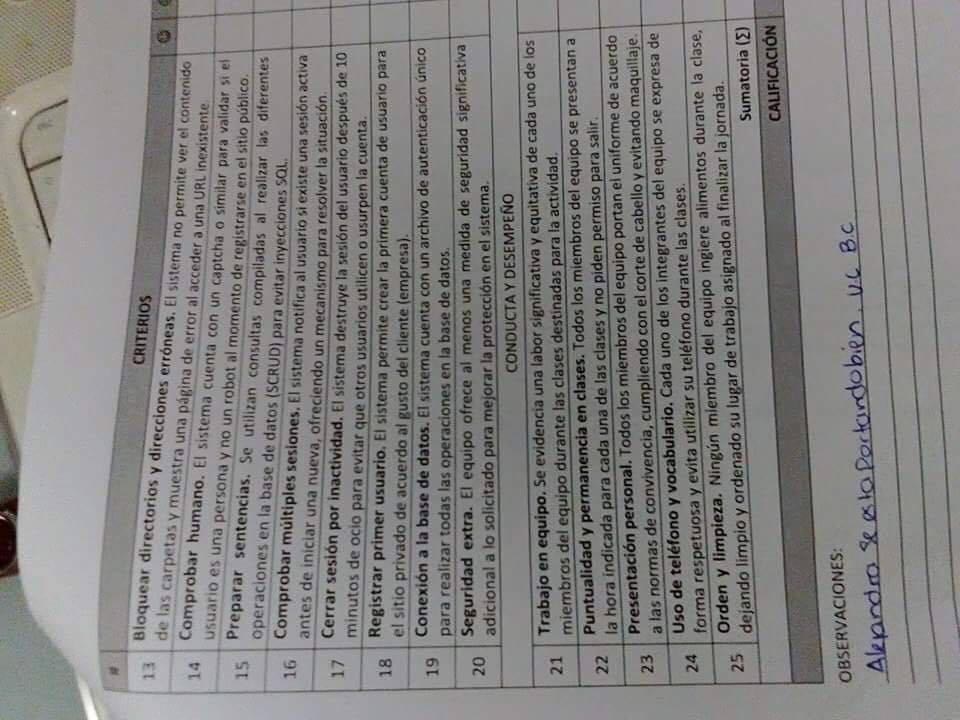 # CRITERIOS
13 Bloquear directorios y direcciones erróneas. El sistema no permite ver el contenido
de las carpetas y muestra una página de error al acceder a una URL inexistente.
14 Comprobar humano. El sistema cuenta con un captcha o similar para validar si el
usuario es una persona y no un robot al momento de registrarse en el sitio público.
15 Preparar sentencias. Se utilizan consultas compiladas al realizar las diferentes
operaciones en la base de datos (SCRUD) para evitar inyecciones SQL.
16 Comprobar múltiples sesiones. El sistema notifica al usuario si existe una sesión activa
antes de iniciar una nueva, ofreciendo un mecanismo para resolver la situación.
17 Cerrar sesión por inactividad. El sistema destruye la sesión del usuario después de 10
minutos de ocio para evitar que otros usuarios utilicen o usurpen la cuenta.
18 Registrar primer usuario. El sistema permite crear la primera cuenta de usuario para
el sitio privado de acuerdo al gusto del cliente (empresa).
19 Conexión a la base de datos. El sistema cuenta con un archivo de autenticación único
para realizar todas las operaciones en la base de datos.
20 Seguridad extra. El equipo ofrece al menos una medida de seguridad significativa
adicional a lo solicitado para mejorar la protección en el sistema.
CONDUCTA Y DESEMPEÑO
21 Trabajo en equipo. Se evidencia una labor significativa y equitativa de cada uno de los
miembros del equipo durante las clases destinadas para la actividad.
22 Puntualidad y permanencia en clases. Todos los miembros del equipo se presentan a
la hora indicada para cada una de las clases y no piden permiso para salir.
23 Presentación personal. Todos los miembros del equipo portan el uniforme de acuerdo
a las normas de convivencia, cumpliendo con el corte de cabello y evitando maquillaje.
24 Uso de teléfono y vocabulario. Cada uno de los integrantes del equipo se expresa de
forma respetuosa y evita utilizar su teléfono durante las clases.
25 Orden y limpieza. Ningún miembro del equipo ingiere alimentos durante la clase,
dejando limpio y ordenado su lugar de trabajo asignado al finalizar la jornada.
Sumatoria (Σ)
CALIFICACIÓN
OBSERVACIONES:
Alejandra se esta portando bien. v.c B.C